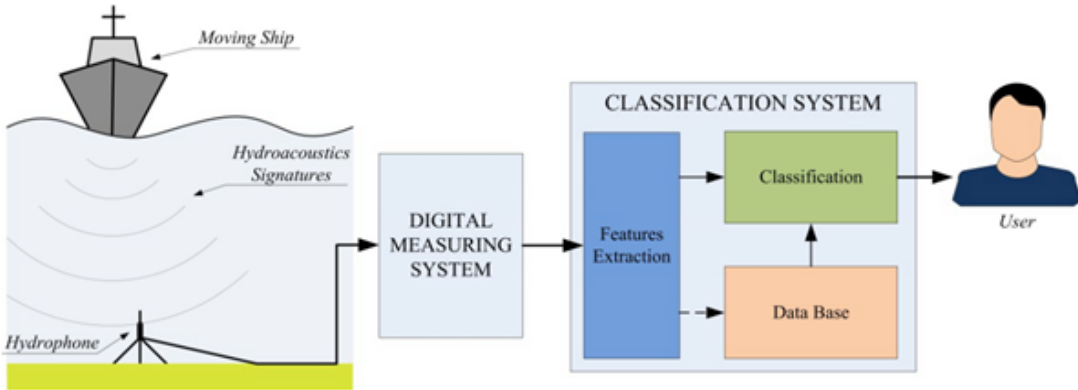 Moving Ship
Hydroacoustics
Signatures
Hydrophone
DIGITAL
MEASURING
SYSTEM
CLASSIFICATION SYSTEM
Features
Extraction
Classification
Data Base
User